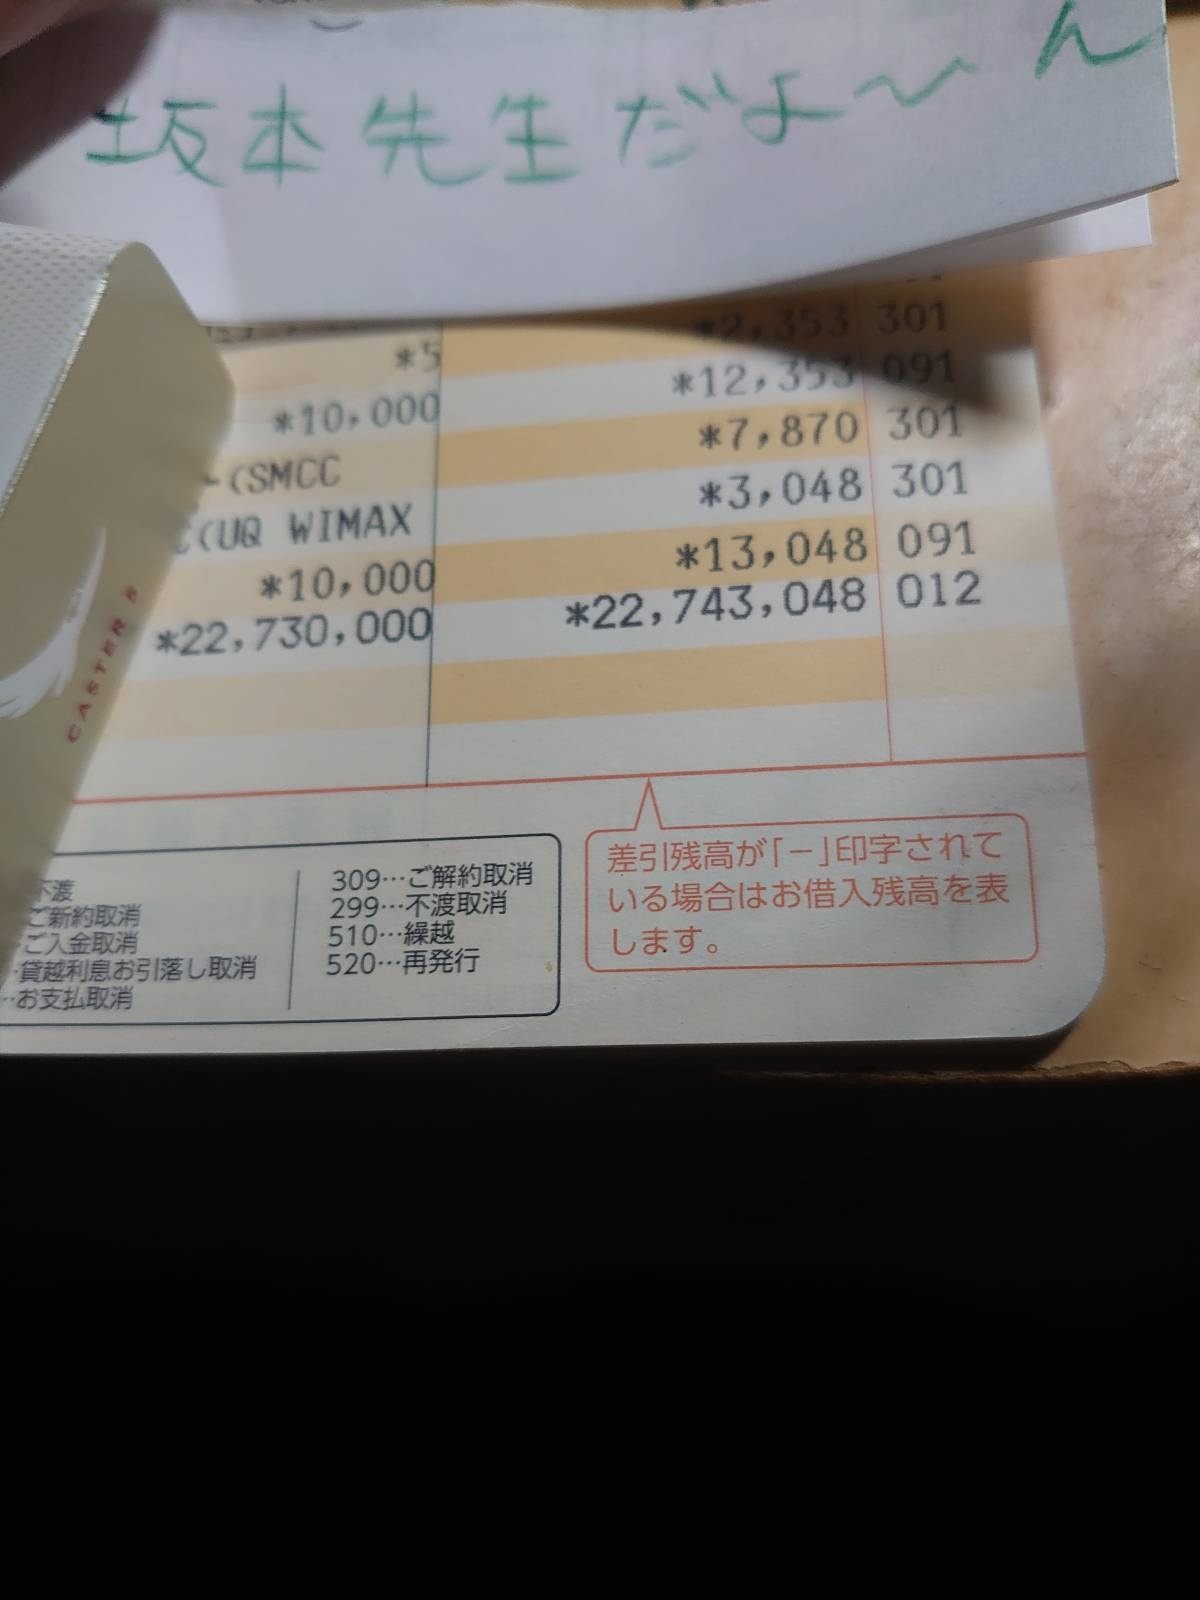 ん
坂本先生だよ〜
*2,353 301
*5
*10,000 *12,353 091
-(SMCC *7,870 301
(UQ WIMAX *3,048 301
*10,000 *13,048 091
*22,730,000 *22,743,048 012
CASTER 5
不渡
ご新約取消
ご入金取消
貸越利息お引落し取消
…お支払取消
309…ご解約取消
299…不渡取消
510…繰越
520…再発行
差引残高が「－」印字されて
いる場合はお借入残高を表
します。